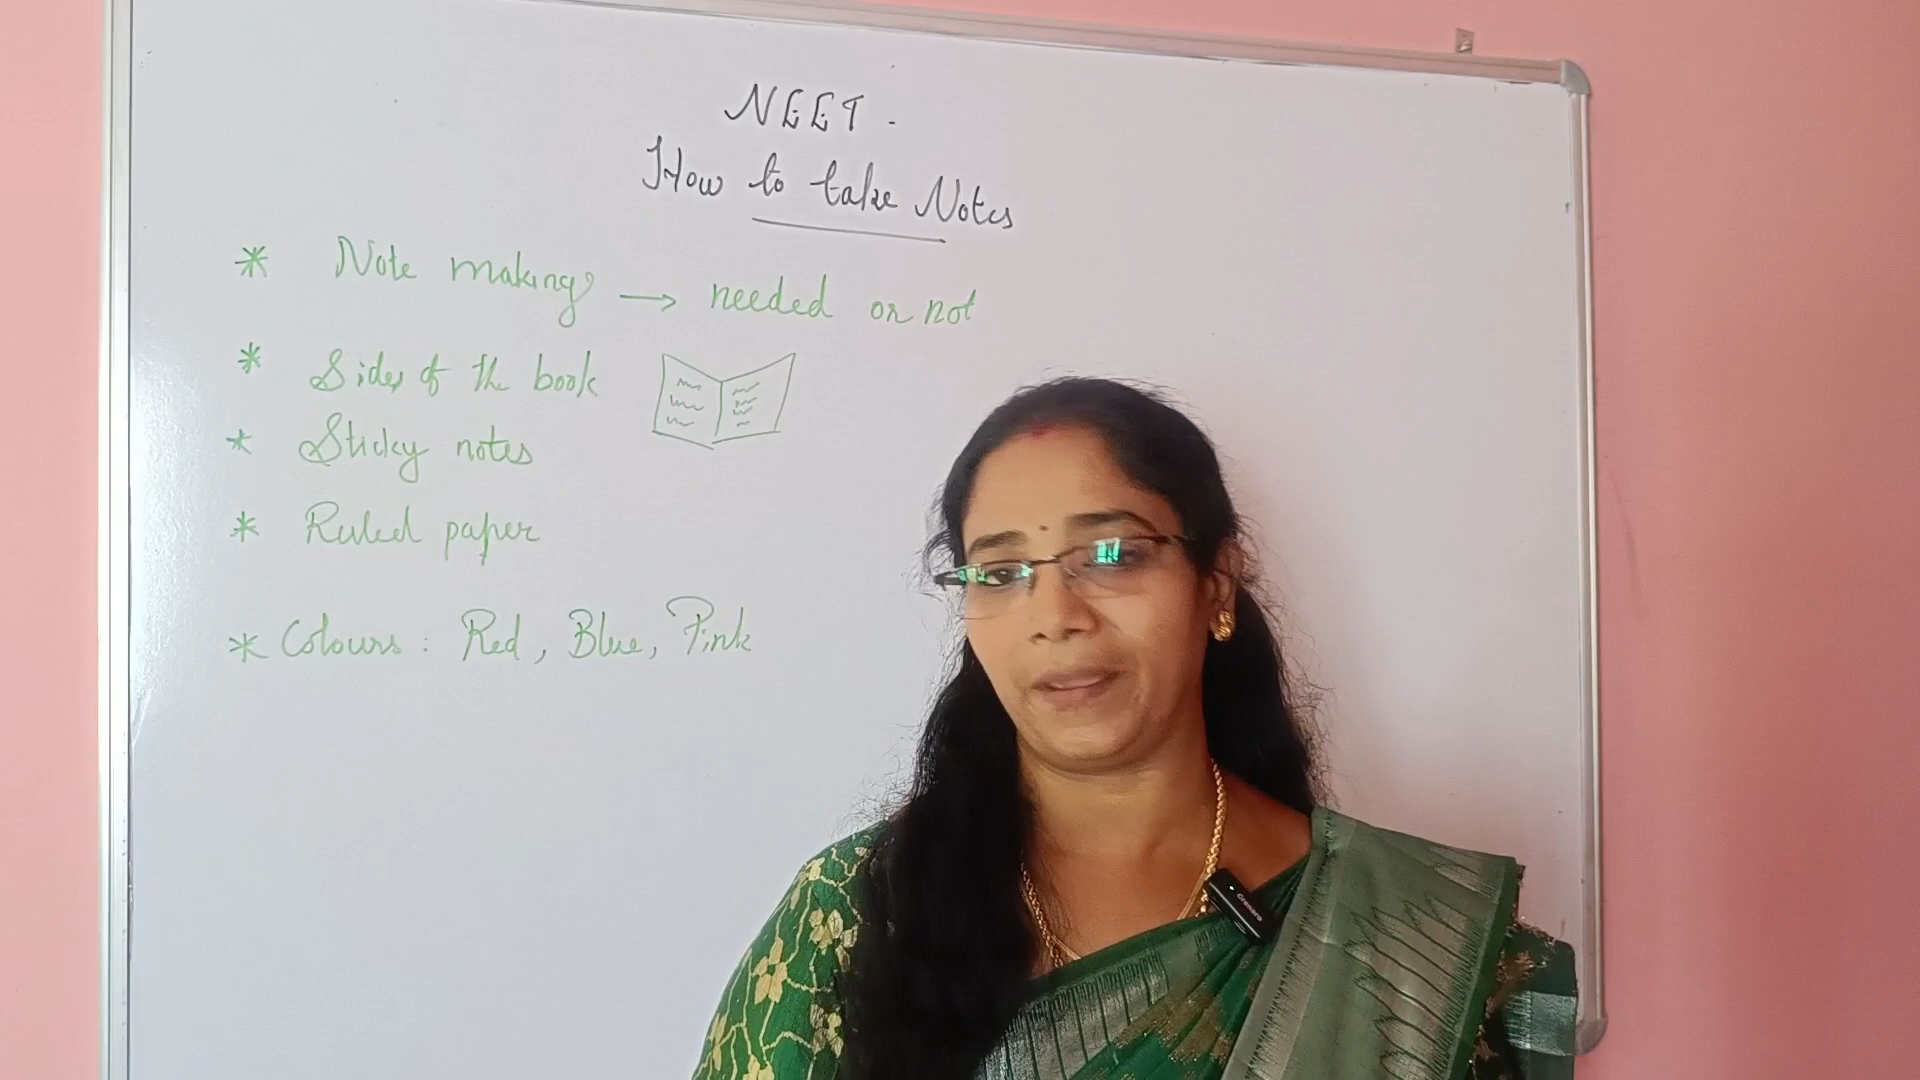 NEET -
How to take Notes
* Note making → needed or not
* Sides of the book
* Sticky notes
* Ruled paper
* Colours : Red, Blue, Pink